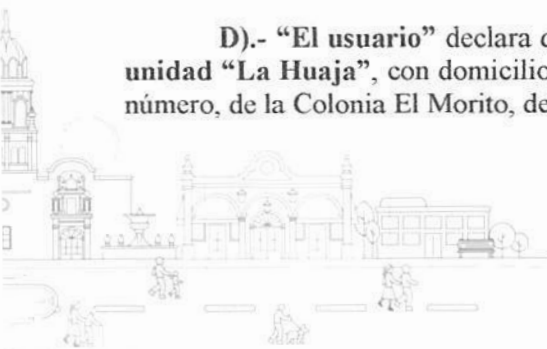 D).- “El usuario” declara
unidad “La Huaja”, con domicilio
número, de la Colonia El Morito, de